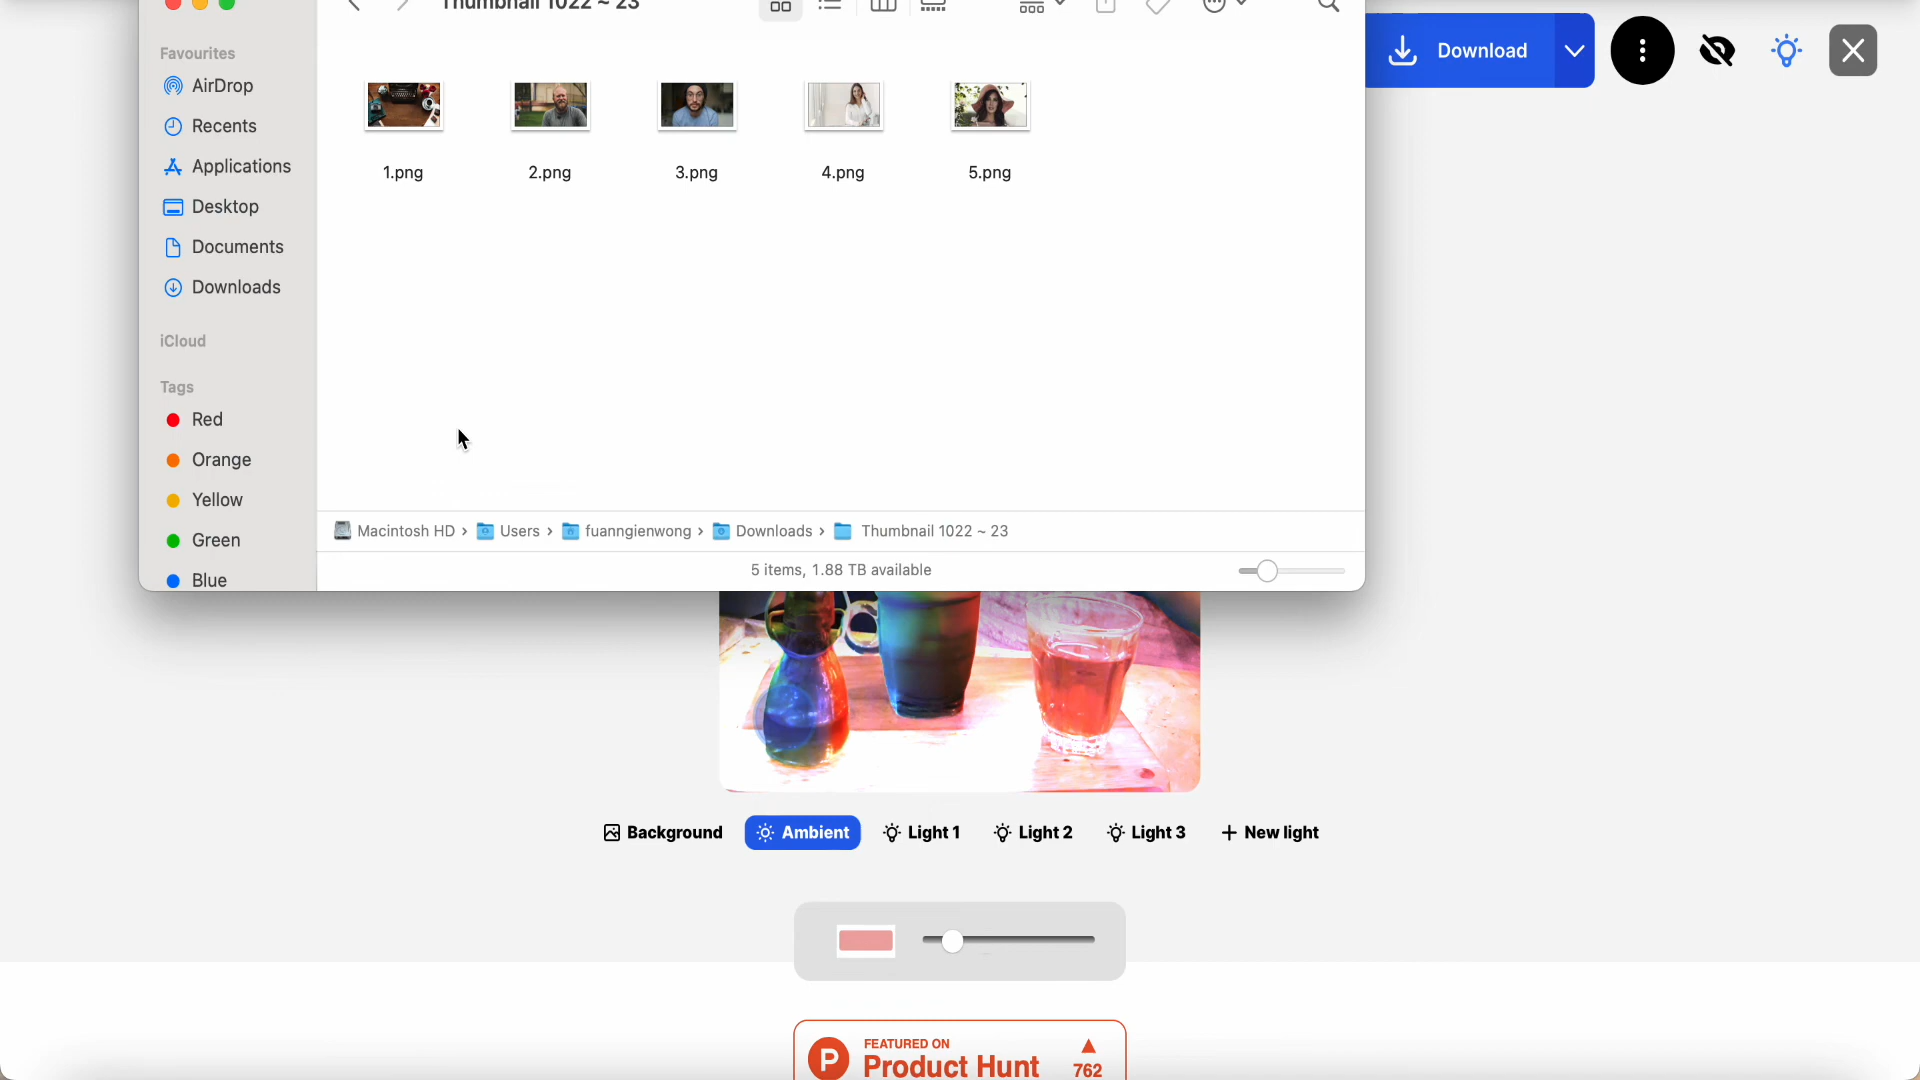 Thumbnail 1022 ~ 23
Download
Favourites
AirDrop
Recents
Applications
Desktop
Documents
Downloads
iCloud
Tags
Red
Orange
Yellow
Green
Blue
1.png
2.png
3.png
4.png
5.png
Macintosh HD › Users › fuanngienwong › Downloads › Thumbnail 1022 ~ 23
5 items, 1.88 TB available
Background
Ambient
Light 1
Light 2
Light 3
+ New light
FEATURED ON
Product Hunt
762